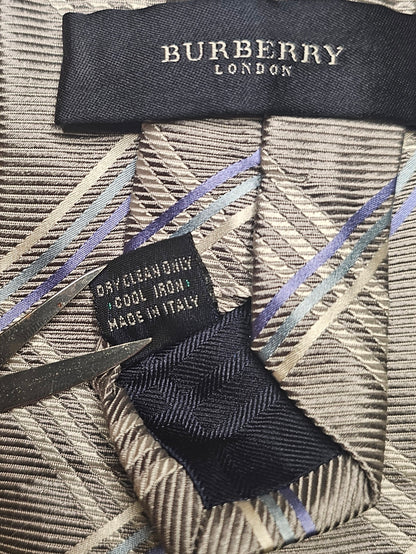 BURBERRY
LONDON
DRY CLEAN ONLY
COOL IRON
MADE IN ITALY